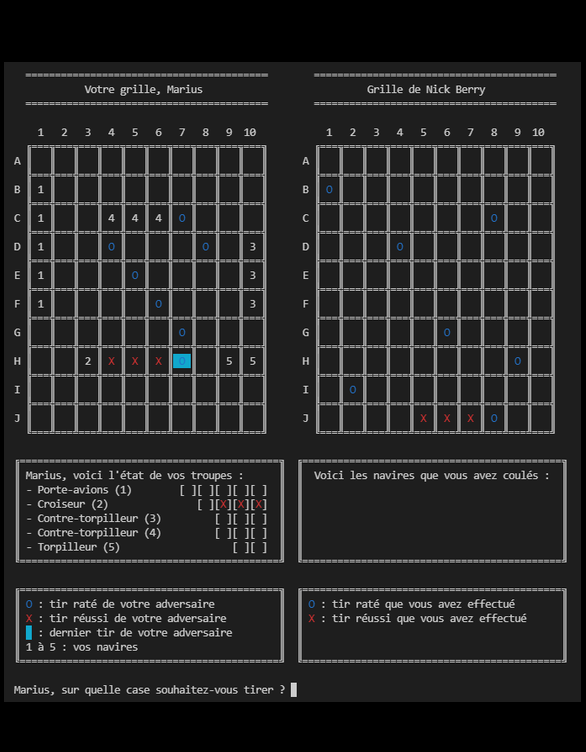 Votre grille, Marius Grille de Nick Berry
1 2 3 4 5 6 7 8 9 10 1 2 3 4 5 6 7 8 9 10
A A
B 1 B O
C 1 4 4 4 O C O
D 1 O O 3 D O
E 1 O 3 E
F 1 O 3 F
G O G O
H 2 X X X O 5 5 H O
I I O
J J X X X O
Marius, voici l'état de vos troupes :
- Porte-avions (1) [ ][ ][ ][ ][ ]
- Croiseur (2) [ ][X][X][X]
- Contre-torpilleur (3) [ ][ ][ ]
- Contre-torpilleur (4) [ ][ ][ ]
- Torpilleur (5) [ ][ ]
Voici les navires que vous avez coulés :
O : tir raté de votre adversaire
X : tir réussi de votre adversaire
: dernier tir de votre adversaire
1 à 5 : vos navires
O : tir raté que vous avez effectué
X : tir réussi que vous avez effectué
Marius, sur quelle case souhaitez-vous tirer ?